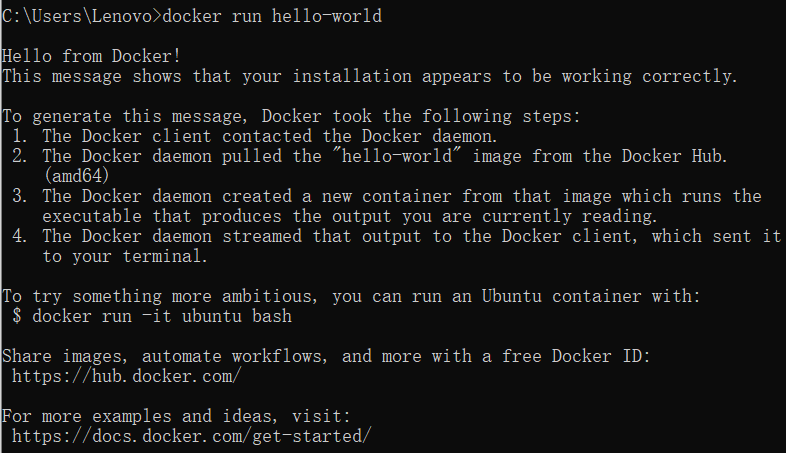 C:\Users\Lenovo>docker run hello-world
Hello from Docker!
This message shows that your installation appears to be working correctly.
To generate this message, Docker took the following steps:
1. The Docker client contacted the Docker daemon.
2. The Docker daemon pulled the "hello-world" image from the Docker Hub.
(amd64)
3. The Docker daemon created a new container from that image which runs the
executable that produces the output you are currently reading.
4. The Docker daemon streamed that output to the Docker client, which sent it
to your terminal.
To try something more ambitious, you can run an Ubuntu container with:
$ docker run -it ubuntu bash
Share images, automate workflows, and more with a free Docker ID:
https://hub.docker.com/
For more examples and ideas, visit:
https://docs.docker.com/get-started/